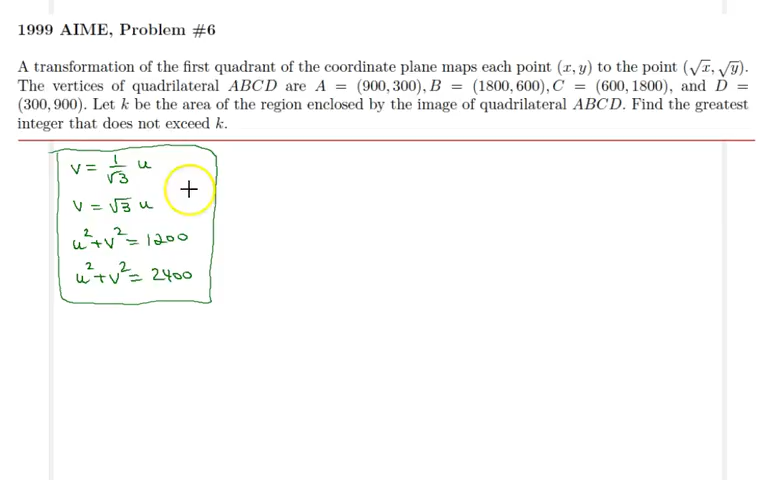 1999 AIME, Problem #6
A transformation of the first quadrant of the coordinate plane maps each point (x, y) to the point (√x, √y).
The vertices of quadrilateral ABCD are A = (900, 300), B = (1800, 600), C = (600, 1800), and D =
(300, 900). Let k be the area of the region enclosed by the image of quadrilateral ABCD. Find the greatest
integer that does not exceed k.
v = 1/√3 u
v = √3 u
u² + v² = 1200
u² + v² = 2400